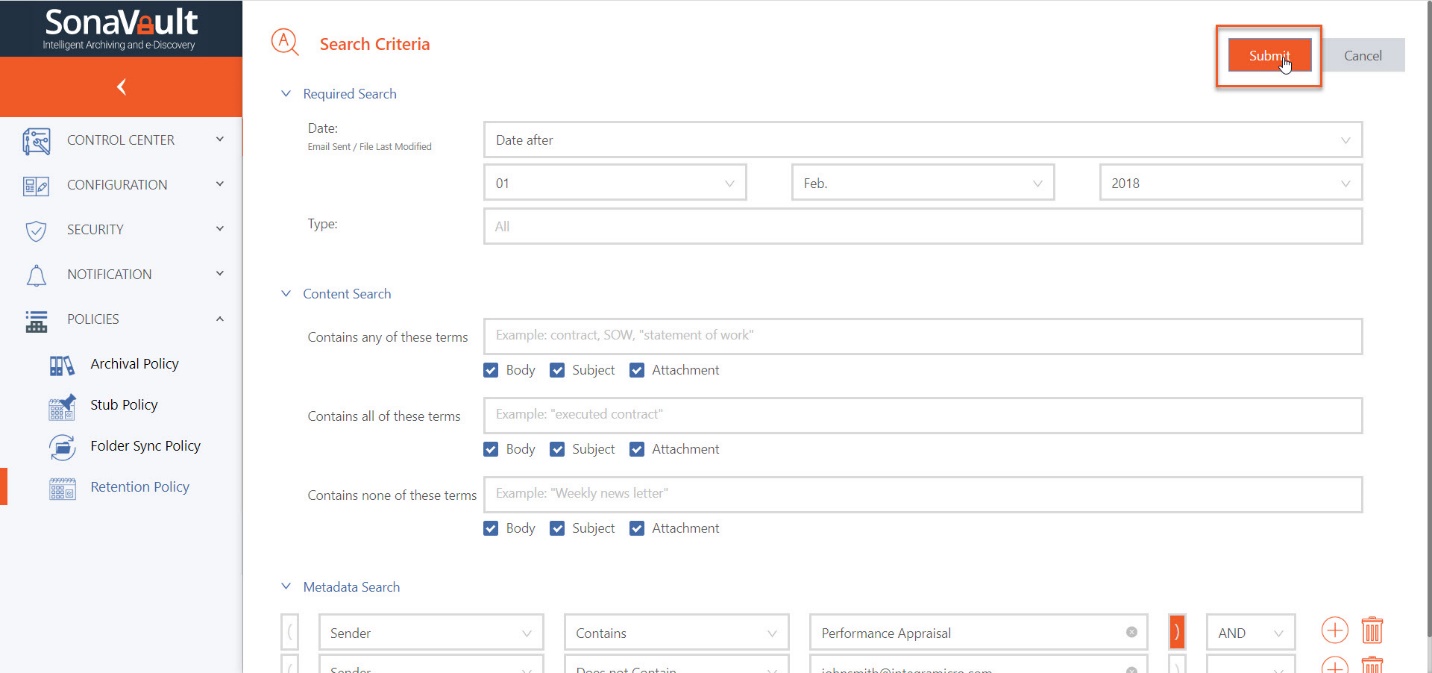 SonaVault
Intelligent Archiving and e-Discovery
CONTROL CENTER
CONFIGURATION
SECURITY
NOTIFICATION
POLICIES
Archival Policy
Stub Policy
Folder Sync Policy
Retention Policy
Search Criteria
Submit
Cancel
Required Search
Date:
Email Sent / File Last Modified
Date after
01 Feb. 2018
Type:
All
Content Search
Contains any of these terms
Example: contract, SOW, "statement of work"
Body Subject Attachment
Contains all of these terms
Example: "executed contract"
Body Subject Attachment
Contains none of these terms
Example: "Weekly news letter"
Body Subject Attachment
Metadata Search
( Sender Contains Performance Appraisal ) AND
( Sender Does not Contain johnsmith@integramicro.com )